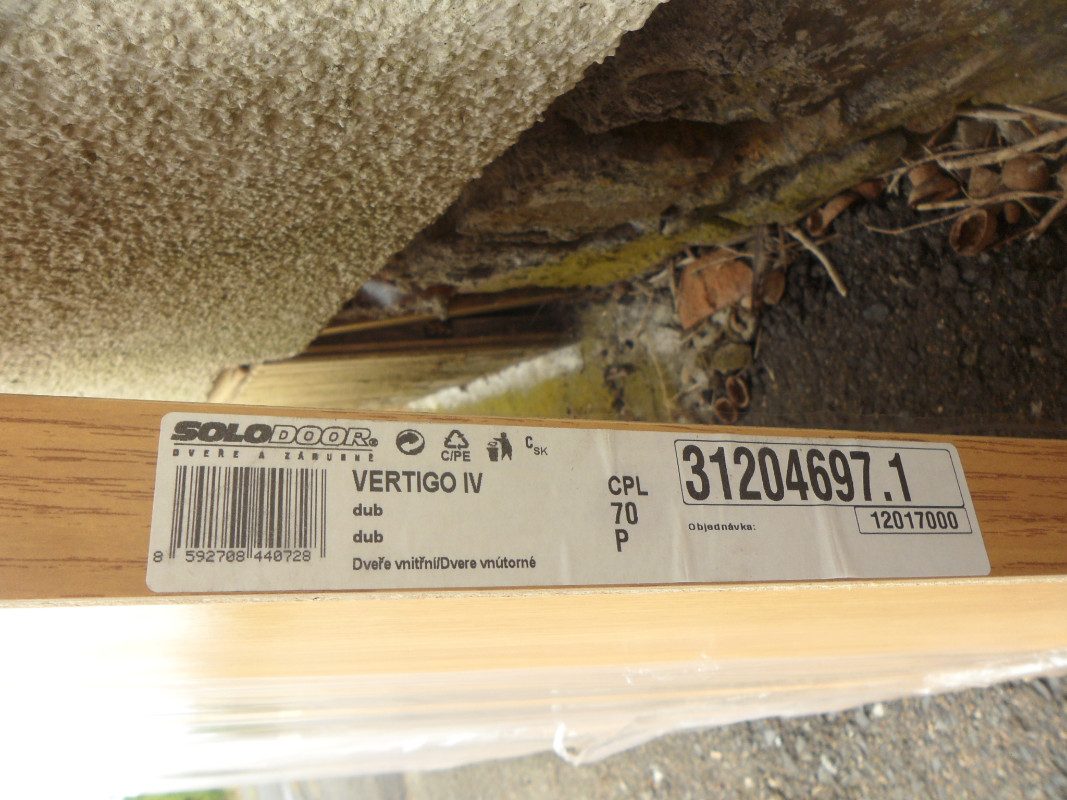 SOLODOOR®
DVEŘE A ZÁRUBNĚ
C/PE
CSK
VERTIGO IV
dub
dub
Dveře vnitřní/Dvere vnútorné
8 592708 440728
CPL
70
P
31204697.1
Objednávka:
12017000